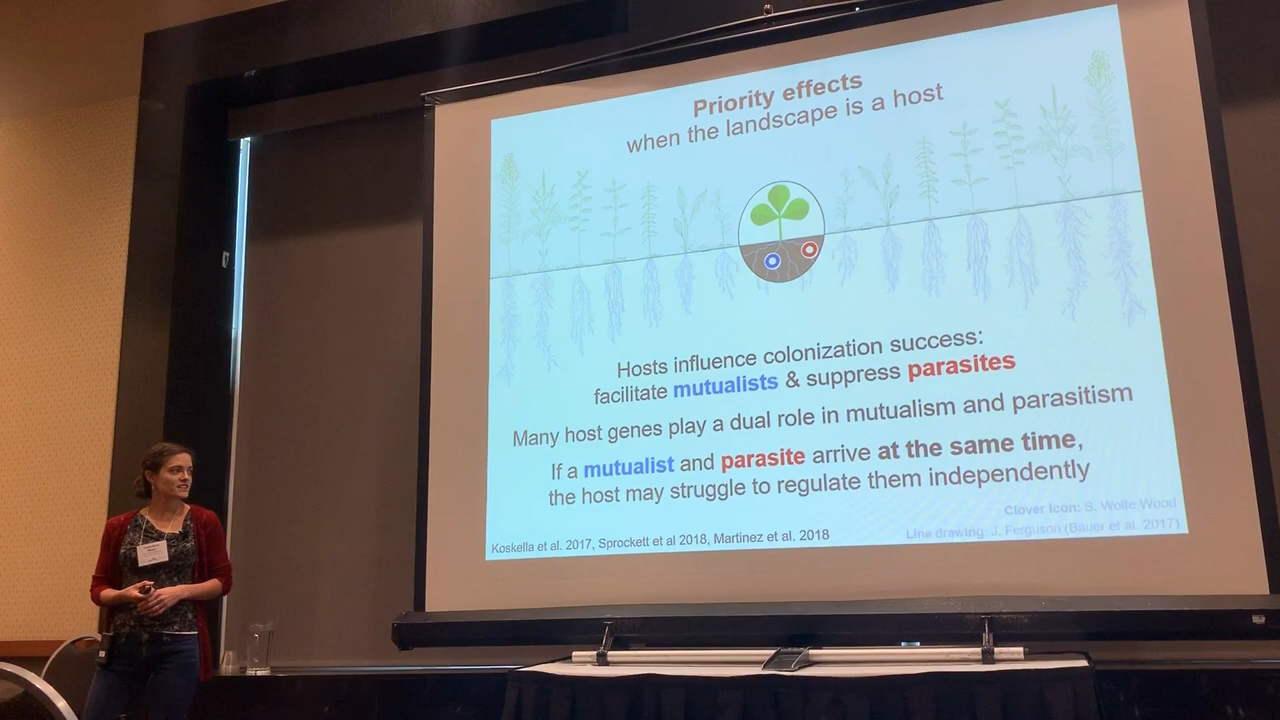 Priority effects
when the landscape is a host
Hosts influence colonization success:
facilitate mutualists & suppress parasites
Many host genes play a dual role in mutualism and parasitism
If a mutualist and parasite arrive at the same time,
the host may struggle to regulate them independently
Clover icon: S. Wolfe Wood
Koskella et al. 2017, Sprockett et al 2018, Martinez et al. 2018
Line drawing: J. Ferguson (Bauer et al. 2017)